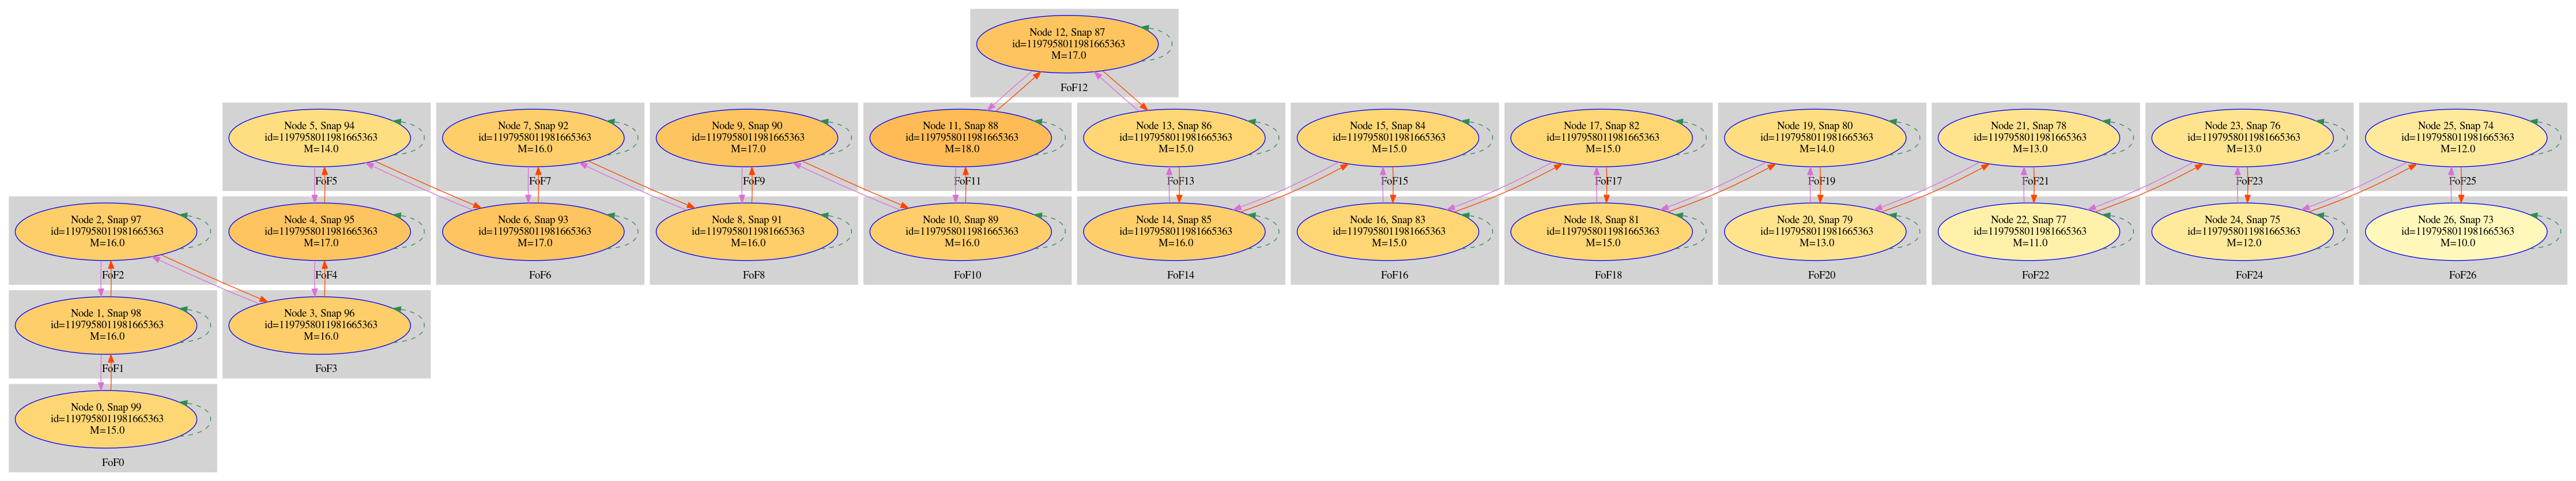 Node 12, Snap 87
id=1197958011981665363
M=17.0
FoF12
Node 5, Snap 94
id=1197958011981665363
M=14.0
FoF5
Node 7, Snap 92
id=1197958011981665363
M=16.0
FoF7
Node 9, Snap 90
id=1197958011981665363
M=17.0
FoF9
Node 11, Snap 88
id=1197958011981665363
M=18.0
FoF11
Node 13, Snap 86
id=1197958011981665363
M=15.0
FoF13
Node 15, Snap 84
id=1197958011981665363
M=15.0
FoF15
Node 17, Snap 82
id=1197958011981665363
M=15.0
FoF17
Node 19, Snap 80
id=1197958011981665363
M=14.0
FoF19
Node 21, Snap 78
id=1197958011981665363
M=13.0
FoF21
Node 23, Snap 76
id=1197958011981665363
M=13.0
FoF23
Node 25, Snap 74
id=1197958011981665363
M=12.0
FoF25
Node 2, Snap 97
id=1197958011981665363
M=16.0
FoF2
Node 4, Snap 95
id=1197958011981665363
M=17.0
FoF4
Node 6, Snap 93
id=1197958011981665363
M=17.0
FoF6
Node 8, Snap 91
id=1197958011981665363
M=16.0
FoF8
Node 10, Snap 89
id=1197958011981665363
M=16.0
FoF10
Node 14, Snap 85
id=1197958011981665363
M=16.0
FoF14
Node 16, Snap 83
id=1197958011981665363
M=15.0
FoF16
Node 18, Snap 81
id=1197958011981665363
M=15.0
FoF18
Node 20, Snap 79
id=1197958011981665363
M=13.0
FoF20
Node 22, Snap 77
id=1197958011981665363
M=11.0
FoF22
Node 24, Snap 75
id=1197958011981665363
M=12.0
FoF24
Node 26, Snap 73
id=1197958011981665363
M=10.0
FoF26
Node 1, Snap 98
id=1197958011981665363
M=16.0
FoF1
Node 3, Snap 96
id=1197958011981665363
M=16.0
FoF3
Node 0, Snap 99
id=1197958011981665363
M=15.0
FoF0